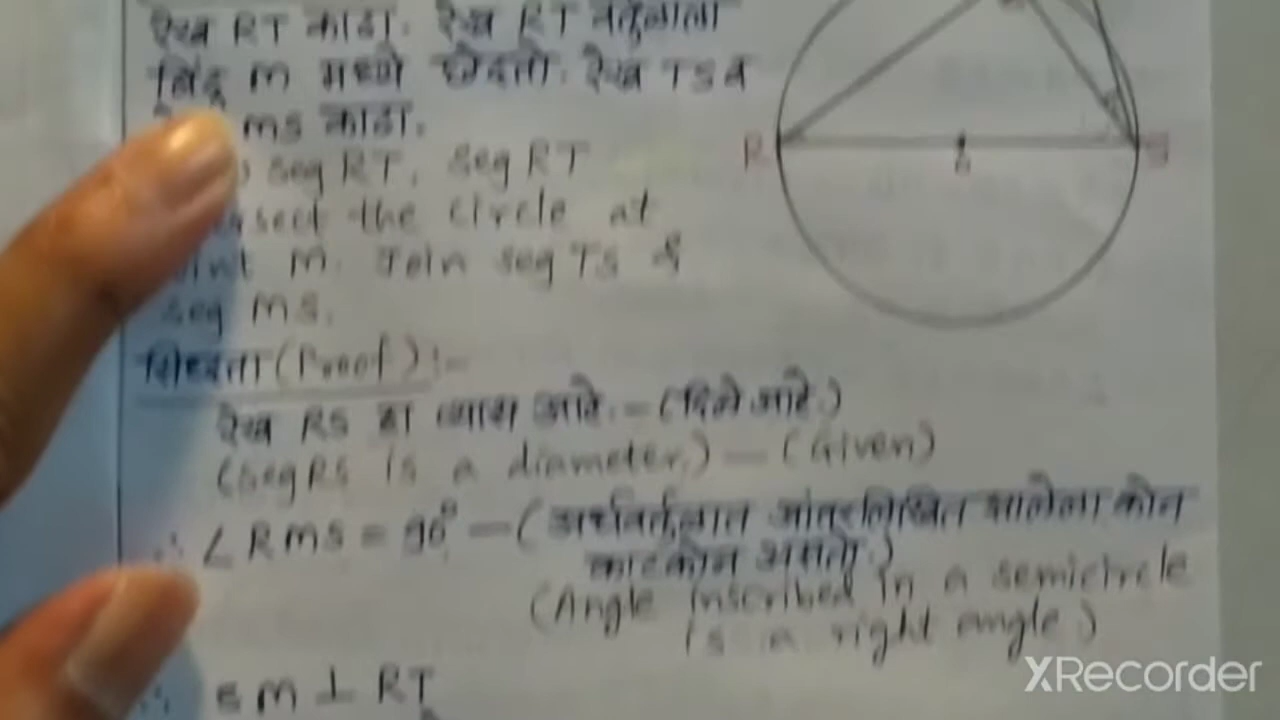 रेख RT काढा. रेख RT वर्तुळाला
बिंदू M मध्ये छेदतो. रेख TS व
MS काढा.
seg RT. seg RT
sect the circle at
M. Join seg TS &
seg MS.
सिद्धता (Proof) :-
रेख RS हा व्यास आहे. - (दिले आहे.)
(seg RS is a diameter.) - (Given)
∴ ∠RMS = 90° - (अर्धवर्तुळात आंतरलिखित झालेला कोन
काटकोन असतो.)
(Angle inscribed in a semicircle
is a right angle)
∴ SM ⊥ RT
R
S
XRecorder